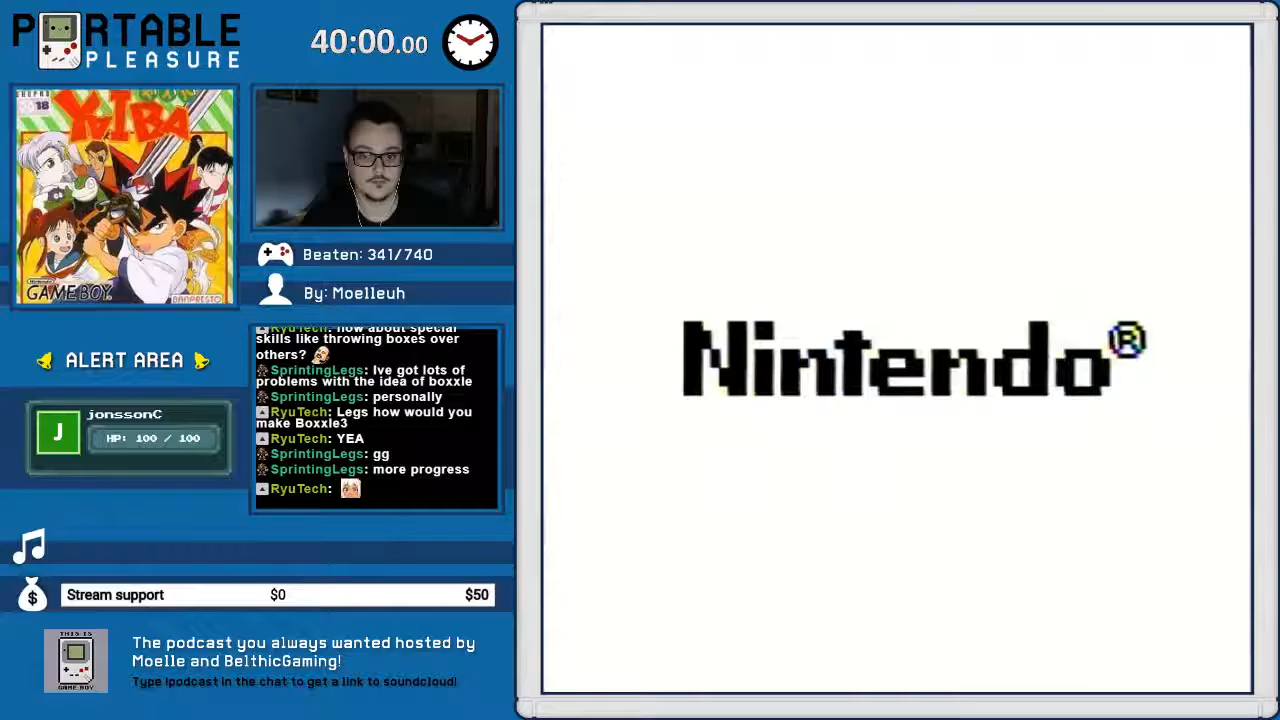 PORTABLE
PLEASURE
40:00.00
18
YAIBA
GAME BOY
BANPRESTO
Beaten: 341/740
By: Moelleuh
ALERT AREA
J
jonssonC
HP: 100 / 100
RyuTech: how about special
skills like throwing boxes over
others?
SprintingLegs: Ive got lots of
problems with the idea of boxxle
SprintingLegs: personally
RyuTech: Legs how would you
make Boxxle3
RyuTech: YEA
SprintingLegs: gg
SprintingLegs: more progress
RyuTech:
$
Stream support $0 $50
THIS IS
GAME BOY
The podcast you always wanted hosted by
Moelle and BelthicGaming!
Type !podcast in the chat to get a link to soundcloud!
Nintendo®